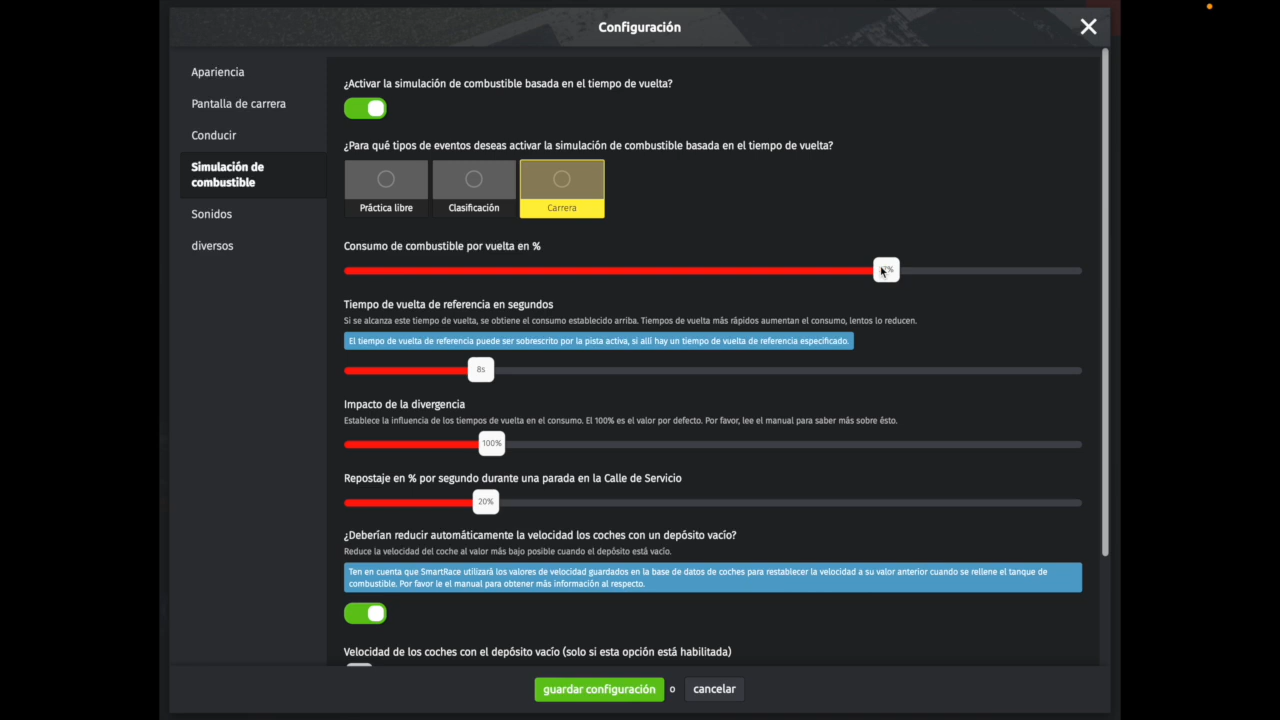 Configuración
Apariencia
Pantalla de carrera
Conducir
Simulación de
combustible
Sonidos
diversos
¿Activar la simulación de combustible basada en el tiempo de vuelta?
¿Para qué tipos de eventos deseas activar la simulación de combustible basada en el tiempo de vuelta?
Práctica libre
Clasificación
Carrera
Consumo de combustible por vuelta en %
Tiempo de vuelta de referencia en segundos
Si se alcanza este tiempo de vuelta, se obtiene el consumo establecido arriba. Tiempos de vuelta más rápidos aumentan el consumo, lentos lo reducen.
El tiempo de vuelta de referencia puede ser sobrescrito por la pista activa, si allí hay un tiempo de vuelta de referencia especificado.
8s
Impacto de la divergencia
Establece la influencia de los tiempos de vuelta en el consumo. El 100% es el valor por defecto. Por favor, lee el manual para saber más sobre ésto.
100%
Repostaje en % por segundo durante una parada en la Calle de Servicio
20%
¿Deberían reducir automáticamente la velocidad los coches con un depósito vacío?
Reduce la velocidad del coche al valor más bajo posible cuando el depósito está vacío.
Ten en cuenta que SmartRace utilizará los valores de velocidad guardados en la base de datos de coches para restablecer la velocidad a su valor anterior cuando se rellene el tanque de
combustible. Por favor le el manual para obtener más información al respecto.
Velocidad de los coches con el depósito vacío (solo si esta opción está habilitada)
guardar configuración o cancelar